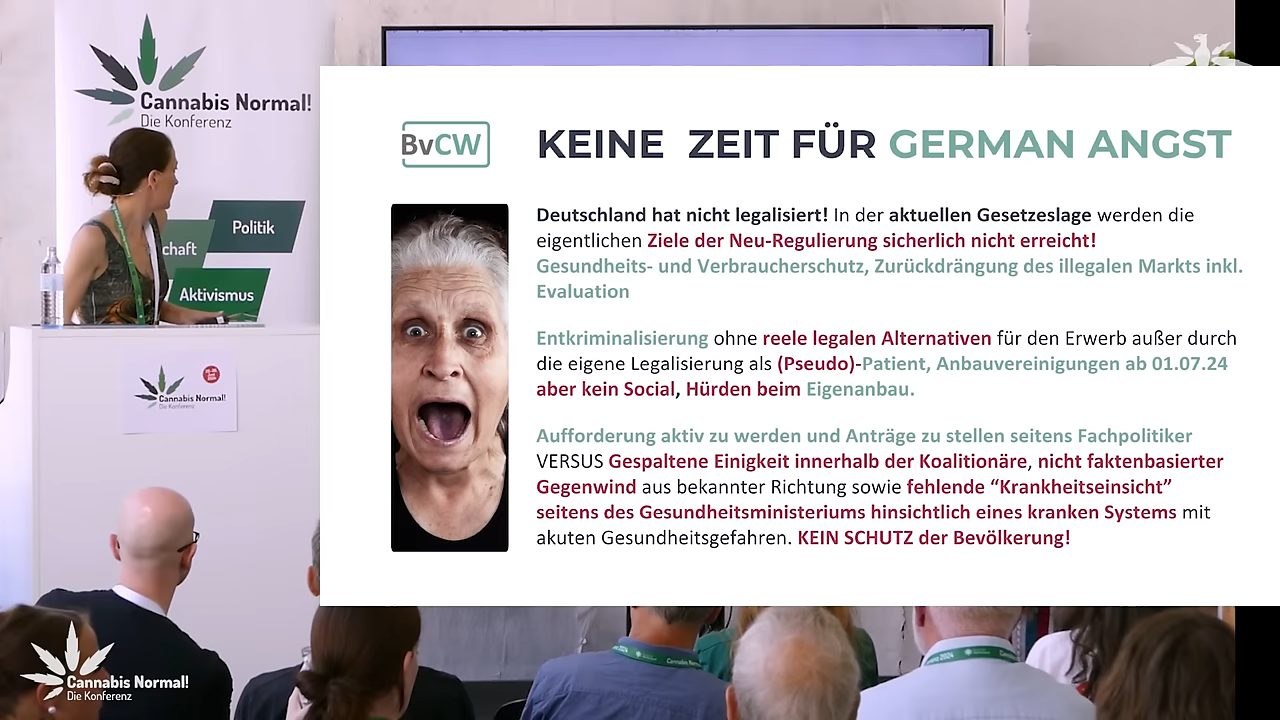 Cannabis Normal!
Die Konferenz
Politik
chaft
Aktivismus
Cannabis Normal!
Die Konferenz
BvCW
KEINE ZEIT FÜR GERMAN ANGST
Deutschland hat nicht legalisiert! In der aktuellen Gesetzeslage werden die
eigentlichen Ziele der Neu-Regulierung sicherlich nicht erreicht!
Gesundheits- und Verbraucherschutz, Zurückdrängung des illegalen Markts inkl.
Evaluation
Entkriminalisierung ohne reele legalen Alternativen für den Erwerb außer durch
die eigene Legalisierung als (Pseudo)-Patient, Anbauvereinigungen ab 01.07.24
aber kein Social, Hürden beim Eigenanbau.
Aufforderung aktiv zu werden und Anträge zu stellen seitens Fachpolitiker
VERSUS Gespaltene Einigkeit innerhalb der Koalitionäre, nicht faktenbasierter
Gegenwind aus bekannter Richtung sowie fehlende “Krankheitseinsicht”
seitens des Gesundheitsministeriums hinsichtlich eines kranken Systems mit
akuten Gesundheitsgefahren. KEIN SCHUTZ der Bevölkerung!
2024
Cannabis
2024
Cannabis Normal!
Die Konferenz